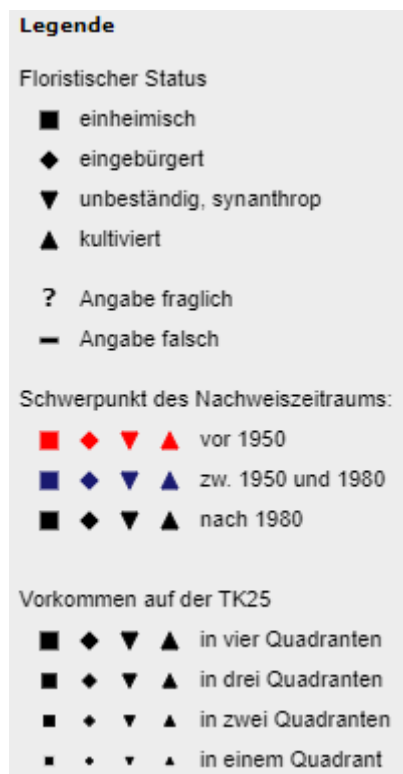 Legende
Floristischer Status
einheimisch
eingebürgert
unbeständig, synanthrop
kultiviert
? Angabe fraglich
Angabe falsch
Schwerpunkt des Nachweiszeitraums:
vor 1950
zw. 1950 und 1980
nach 1980
Vorkommen auf der TK25
in vier Quadranten
in drei Quadranten
in zwei Quadranten
in einem Quadrant